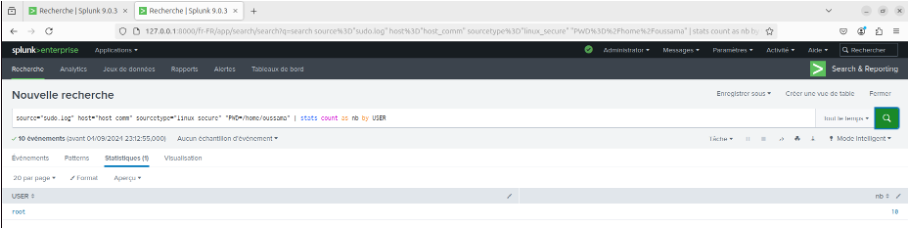 Recherche | Splunk 9.0.3 × Recherche | Splunk 9.0.3 × +
127.0.0.1:8000/fr-FR/app/search/search?q=search source%3D"sudo.log" host%3D"host_comm" sourcetype%3D"linux_secure" "PWD%3D%2Fhome%2Foussama" | stats count as nb by
splunk>enterprise Applications Administrator Messages Paramètres Activité Aide Rechercher
Recherche Analytics Jeux de données Rapports Alertes Tableaux de bord Search & Reporting
Nouvelle recherche Enregistrer sous Créer une vue de table Fermer
source="sudo.log" host="host_comm" sourcetype="linux_secure" "PWD=/home/oussama" | stats count as nb by USER tout le temps
✓ 10 événements (avant 04/09/2024 23:12:55,000) Aucun échantillon d'événement Tâche Mode Intelligent
Événements Patterns Statistiques (1) Visualisation
20 par page Format Aperçu
USER nb
root 10